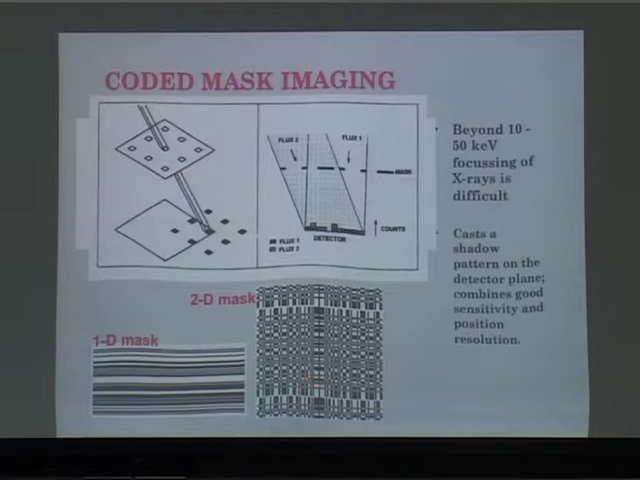 CODED MASK IMAGING
FLUX 2
FLUX 1
MASK
COUNTS
DETECTOR
FLUX 1
FLUX 2
Beyond 10 -
50 keV
focussing of
X-rays is
difficult
Casts a
shadow
pattern on the
detector plane;
combines good
sensitivity and
position
resolution.
2-D mask
1-D mask